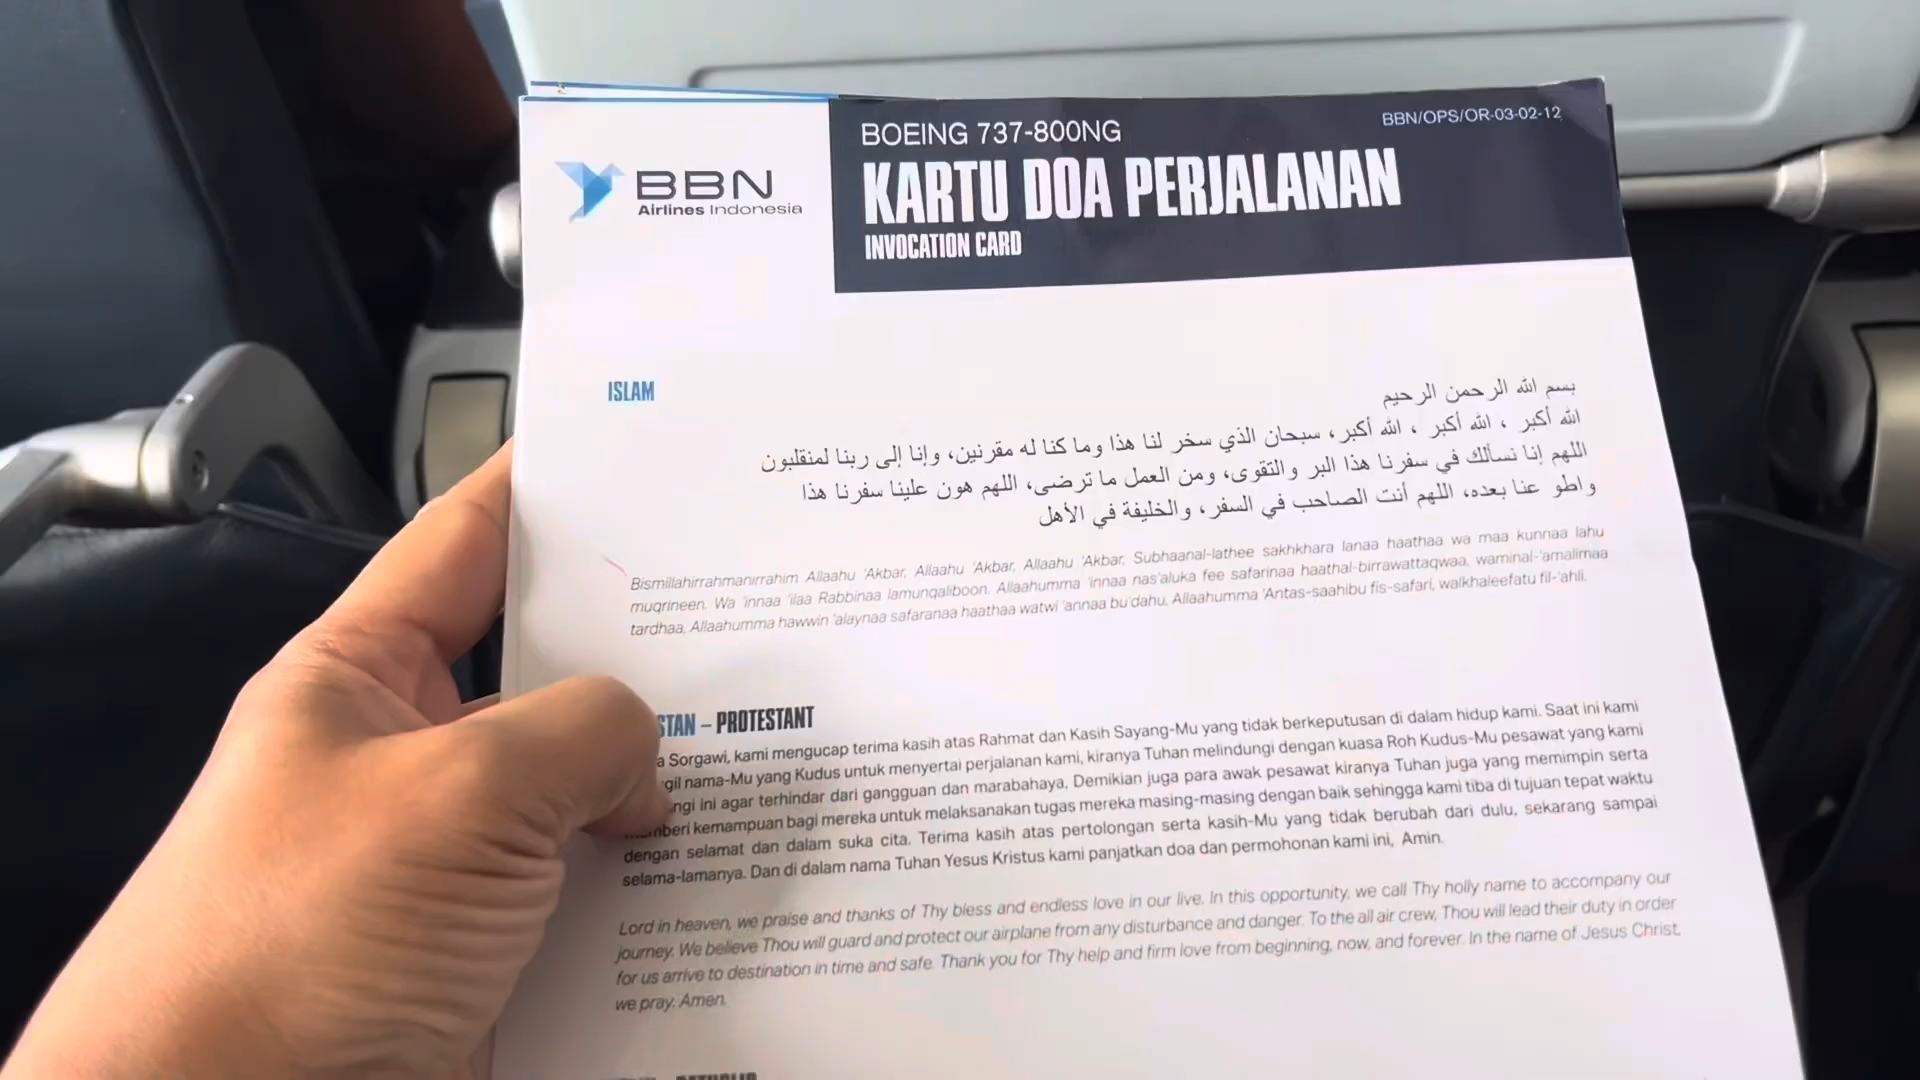 BBN
Airlines Indonesia
BOEING 737-800NG
BBN/OPS/OR-03-02-12
KARTU DOA PERJALANAN
INVOCATION CARD
ISLAM
بسم الله الرحمن الرحيم
الله أكبر ، الله أكبر ، الله أكبر، سبحان الذي سخر لنا هذا وما كنا له مقرنين، وإنا إلى ربنا لمنقلبون
اللهم إنا نسألك في سفرنا هذا البر والتقوى، ومن العمل ما ترضى، اللهم هون علينا سفرنا هذا
واطو عنا بعده، اللهم أنت الصاحب في السفر، والخليفة في الأهل
Bismillahirrahmanirrahim Allaahu 'Akbar, Allaahu 'Akbar, Allaahu 'Akbar, Subhaanal-lathee sakhkhara lanaa haathaa wa maa kunnaa lahu
muqrineen. Wa 'innaa 'ilaa Rabbinaa lamunqaliboon. Allaahumma 'innaa nas'aluka fee safarinaa haathal-birrawattaqwaa, waminal-'amalimaa
tardhaa, Allaahumma hawwin 'alaynaa safaranaa haathaa watwi 'annaa bu'dahu, Allaahumma 'Antas-saahibu fis-safari, walkhaleefatu fil-'ahli.
STAN – PROTESTANT
a Sorgawi, kami mengucap terima kasih atas Rahmat dan Kasih Sayang-Mu yang tidak berkeputusan di dalam hidup kami. Saat ini kami
gil nama-Mu yang Kudus untuk menyertai perjalanan kami, kiranya Tuhan melindungi dengan kuasa Roh Kudus-Mu pesawat yang kami
ngi ini agar terhindar dari gangguan dan marabahaya, Demikian juga para awak pesawat kiranya Tuhan juga yang memimpin serta
mberi kemampuan bagi mereka untuk melaksanakan tugas mereka masing-masing dengan baik sehingga kami tiba di tujuan tepat waktu
dengan selamat dan dalam suka cita. Terima kasih atas pertolongan serta kasih-Mu yang tidak berubah dari dulu, sekarang sampai
selama-lamanya. Dan di dalam nama Tuhan Yesus Kristus kami panjatkan doa dan permohonan kami ini, Amin.
Lord in heaven, we praise and thanks of Thy bless and endless love in our live. In this opportunity, we call Thy holly name to accompany our
journey. We believe Thou will guard and protect our airplane from any disturbance and danger. To the all air crew, Thou will lead their duty in order
for us arrive to destination in time and safe. Thank you for Thy help and firm love from beginning, now, and forever. In the name of Jesus Christ,
we pray. Amen.